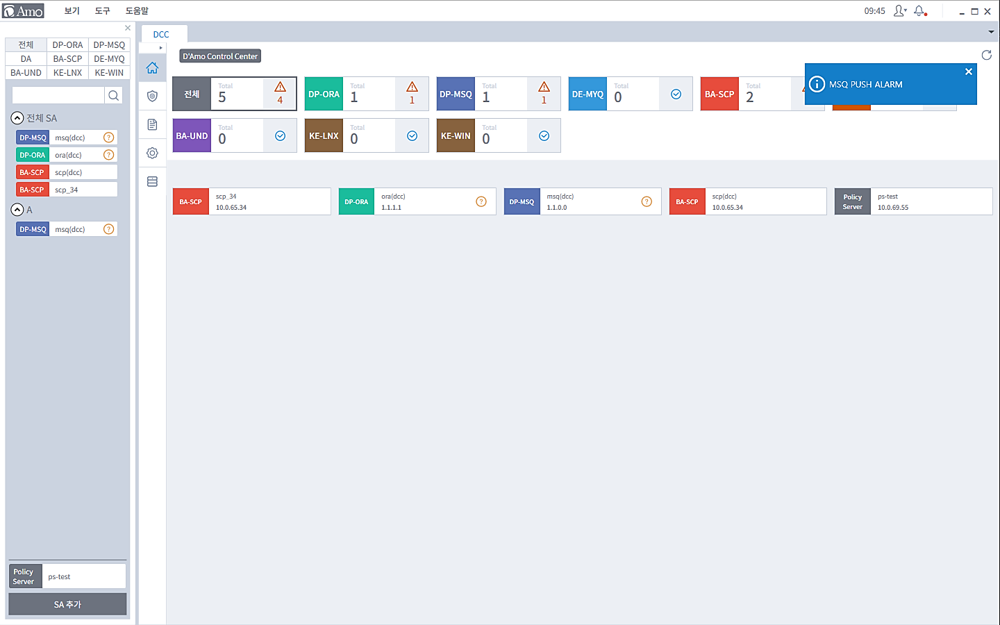 Amo 보기 도구 도움말 09:45
전체 DP-ORA DP-MSQ
DA BA-SCP DE-MYQ
BA-UND KE-LNX KE-WIN
전체 SA
DP-MSQ msq(dcc) ?
DP-ORA ora(dcc) ?
BA-SCP scp(dcc)
BA-SCP scp_34
A
DP-MSQ msq(dcc) ?
Policy Server ps-test
SA 추가
DCC
D'Amo Control Center
MSQ PUSH ALARM
전체 Total 5 4
DP-ORA Total 1 1
DP-MSQ Total 1 1
DE-MYQ Total 0
BA-SCP Total 2
BA-UND Total 0
KE-LNX Total 0
KE-WIN Total 0
BA-SCP scp_34
10.0.65.34
DP-ORA ora(dcc) ?
1.1.1.1
DP-MSQ msq(dcc) ?
1.1.0.0
BA-SCP scp(dcc)
10.0.65.34
Policy Server ps-test
10.0.69.55